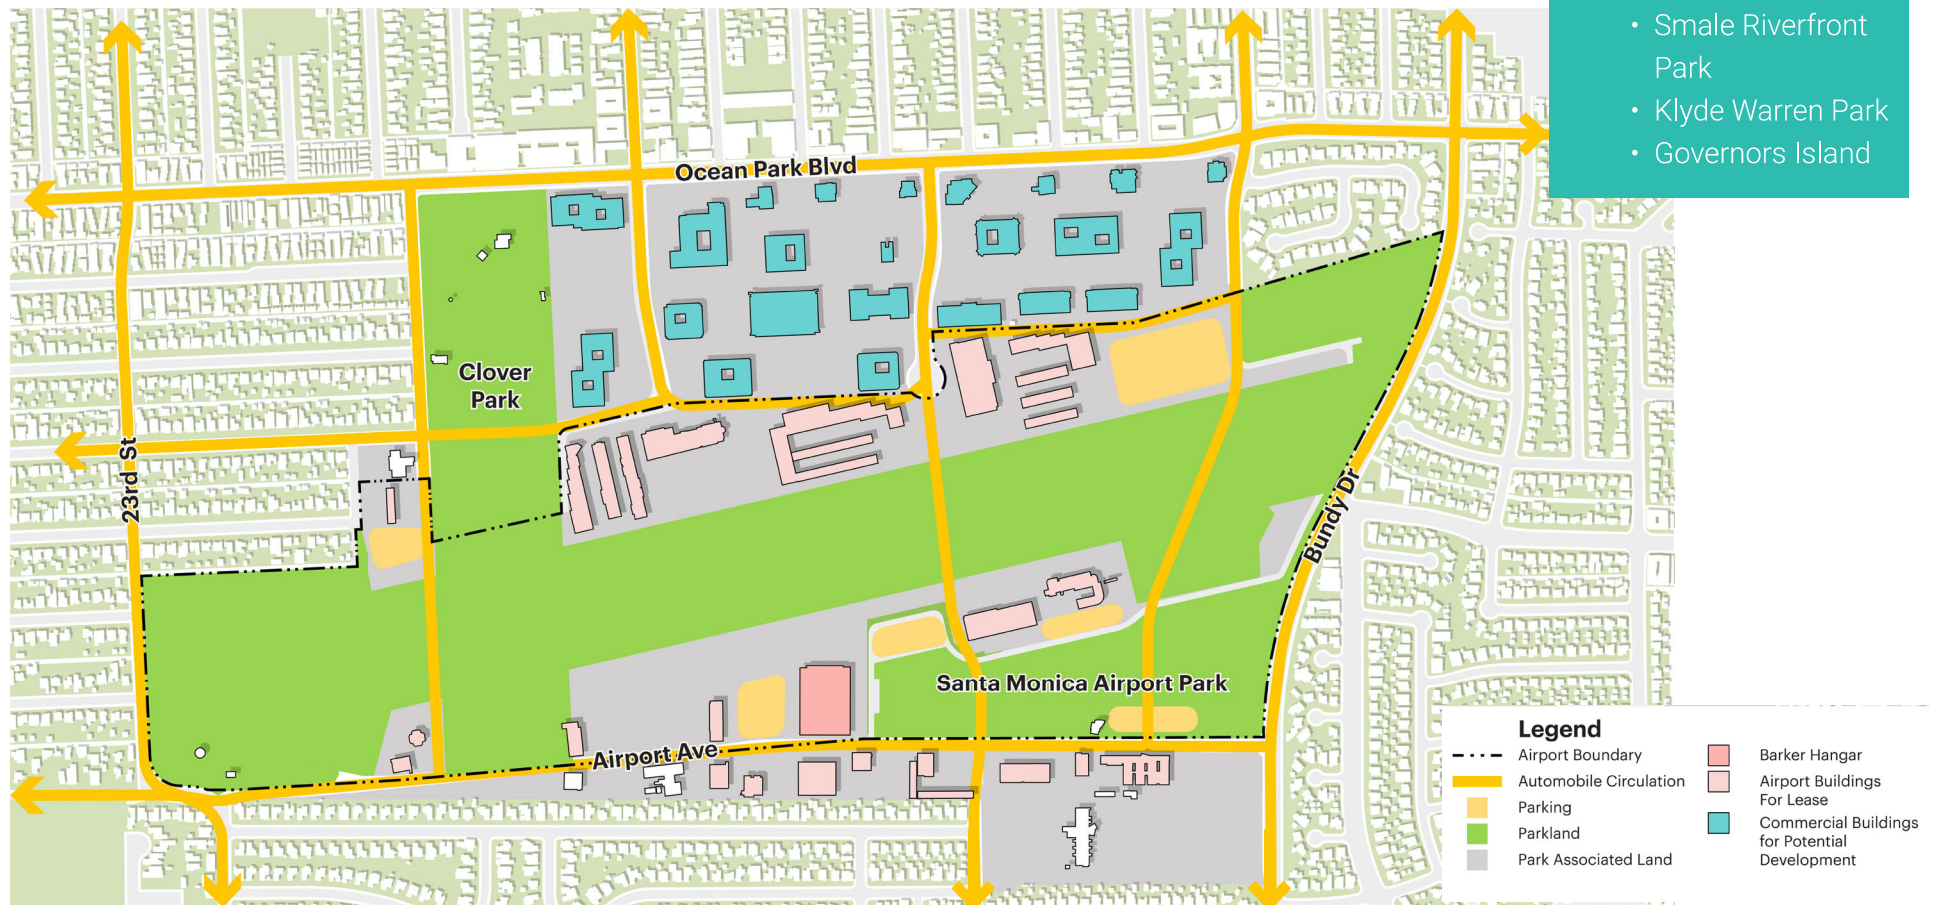 • Smale Riverfront
Park
• Klyde Warren Park
• Governors Island
Ocean Park Blvd
Clover
Park
23rd St
Bundy Dr
Santa Monica Airport Park
Airport Ave
Legend
Airport Boundary
Automobile Circulation
Parking
Parkland
Park Associated Land
Barker Hangar
Airport Buildings
For Lease
Commercial Buildings
for Potential
Development